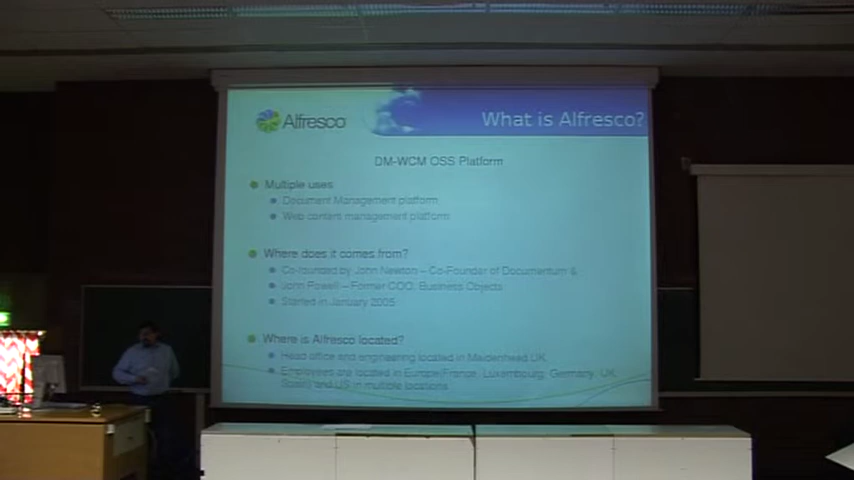 Alfresco
What is Alfresco?
DM-WCM OSS Platform
Multiple uses
Document Management platform
Web content management platform
Where does it comes from?
Co-founded by John Newton – Co-Founder of Documentum &
John Powell – Former COO, Business Objects
Started in January 2005
Where is Alfresco located?
Head office and engineering located in Maidenhead UK
Employees are located in Europe(France, Luxembourg, Germany, UK,
Spain) and US in multiple locations